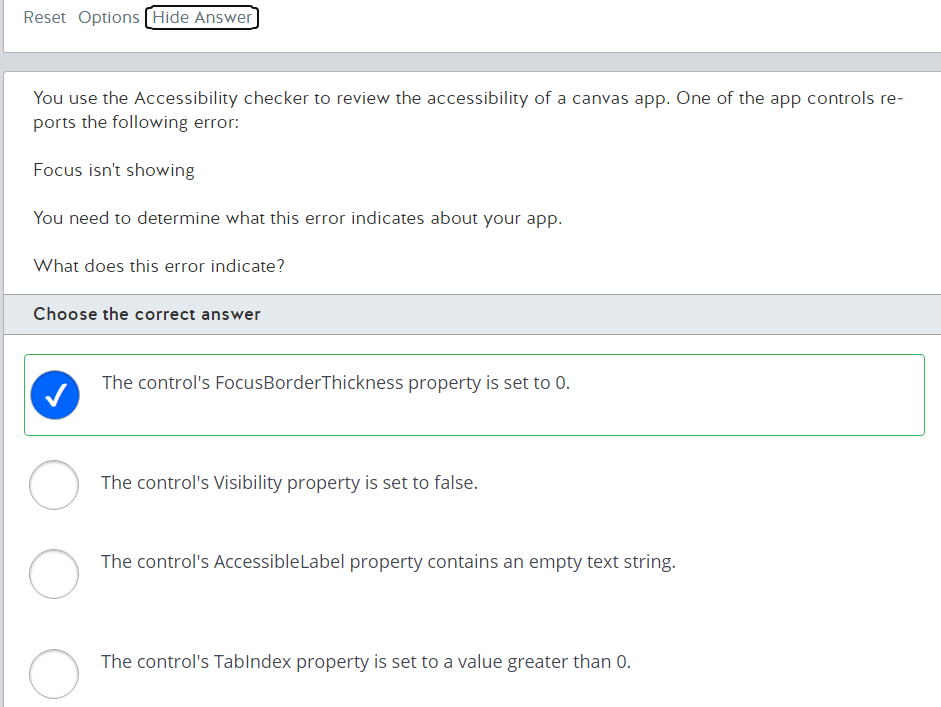 Reset Options Hide Answer
You use the Accessibility checker to review the accessibility of a canvas app. One of the app controls re-
ports the following error:
Focus isn't showing
You need to determine what this error indicates about your app.
What does this error indicate?
Choose the correct answer
The control's FocusBorderThickness property is set to 0.
The control's Visibility property is set to false.
The control's AccessibleLabel property contains an empty text string.
The control's TabIndex property is set to a value greater than 0.